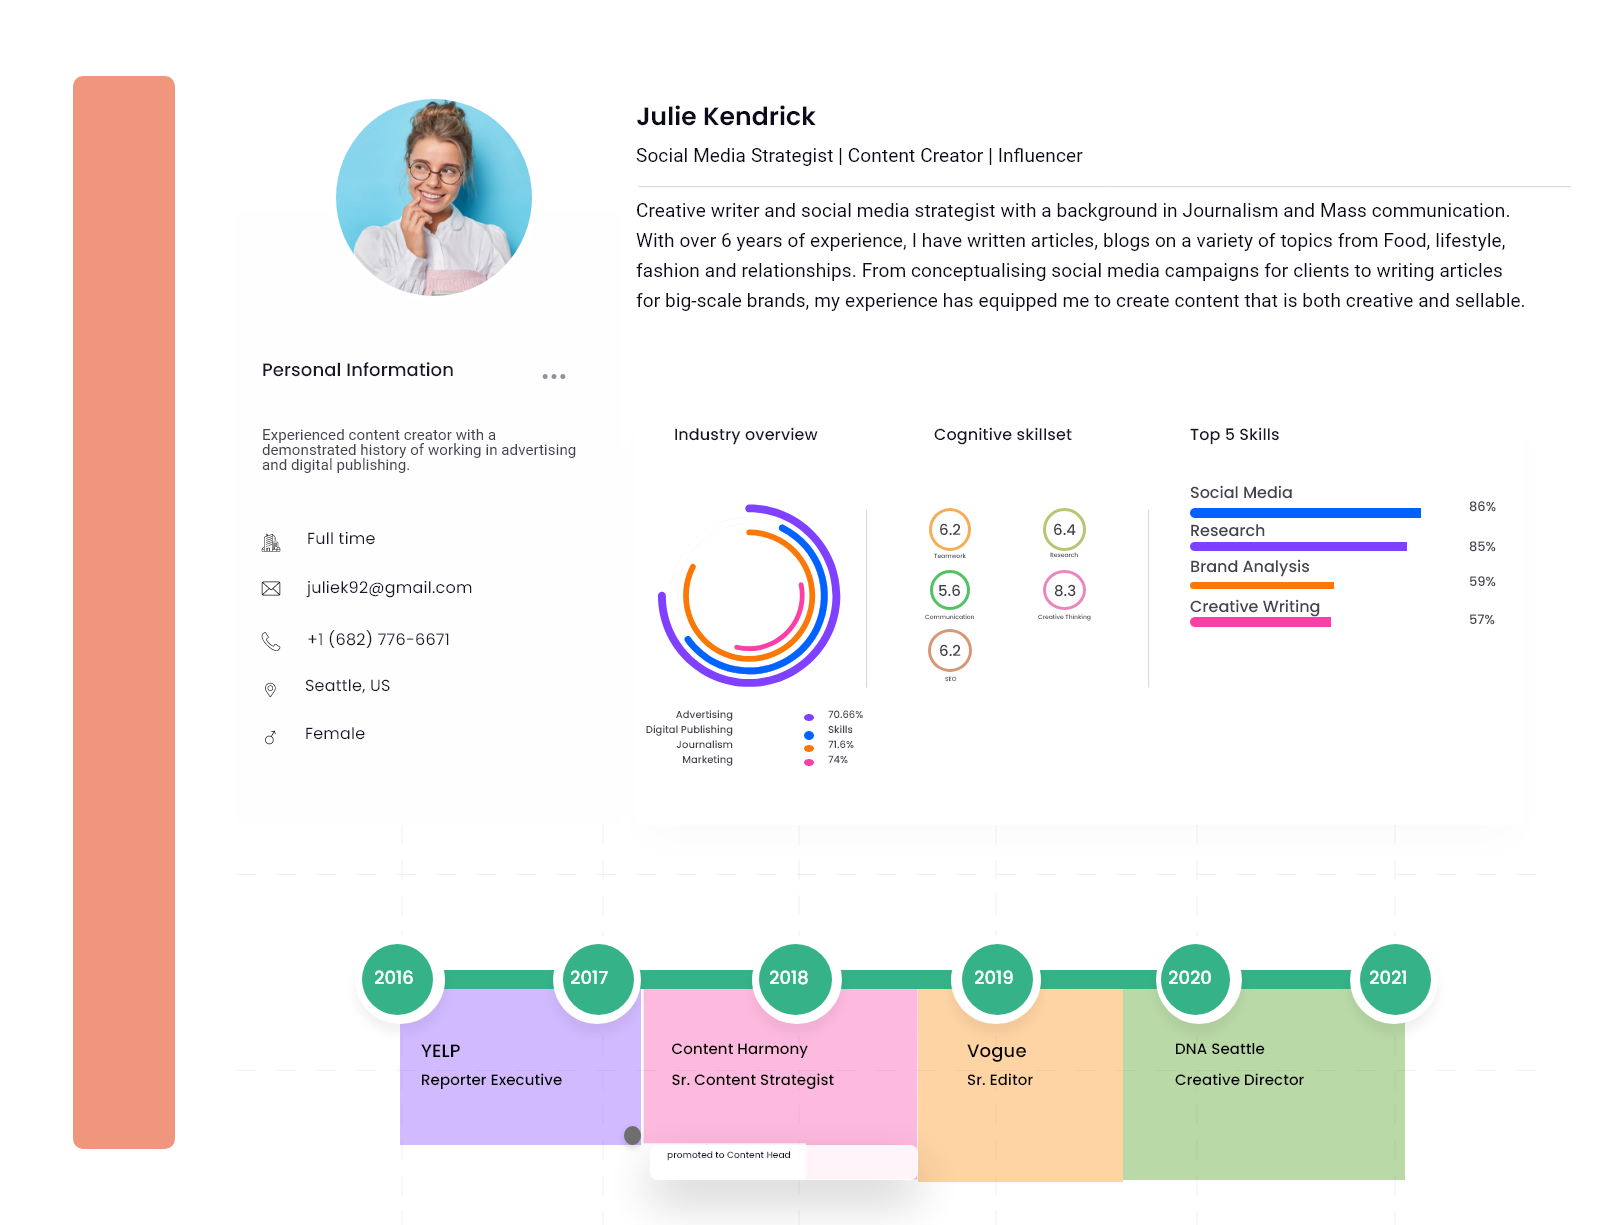 Julie Kendrick
Social Media Strategist | Content Creator | Influencer
Creative writer and social media strategist with a background in Journalism and Mass communication.
With over 6 years of experience, I have written articles, blogs on a variety of topics from Food, lifestyle,
fashion and relationships. From conceptualising social media campaigns for clients to writing articles
for big-scale brands, my experience has equipped me to create content that is both creative and sellable.
Personal Information
Experienced content creator with a
demonstrated history of working in advertising
and digital publishing.
Full time
juliek92@gmail.com
+1 (682) 776-6671
Seattle, US
Female
Industry overview
Advertising 70.66%
Digital Publishing Skills
Journalism 71.6%
Marketing 74%
Cognitive skillset
6.2 6.4
Teamwork Research
5.6 8.3
Communication Creative Thinking
6.2
SEO
Top 5 Skills
Social Media 86%
Research 85%
Brand Analysis 59%
Creative Writing 57%
2016 2017 2018 2019 2020 2021
YELP
Reporter Executive
Content Harmony
Sr. Content Strategist
promoted to Content Head
Vogue
Sr. Editor
DNA Seattle
Creative Director